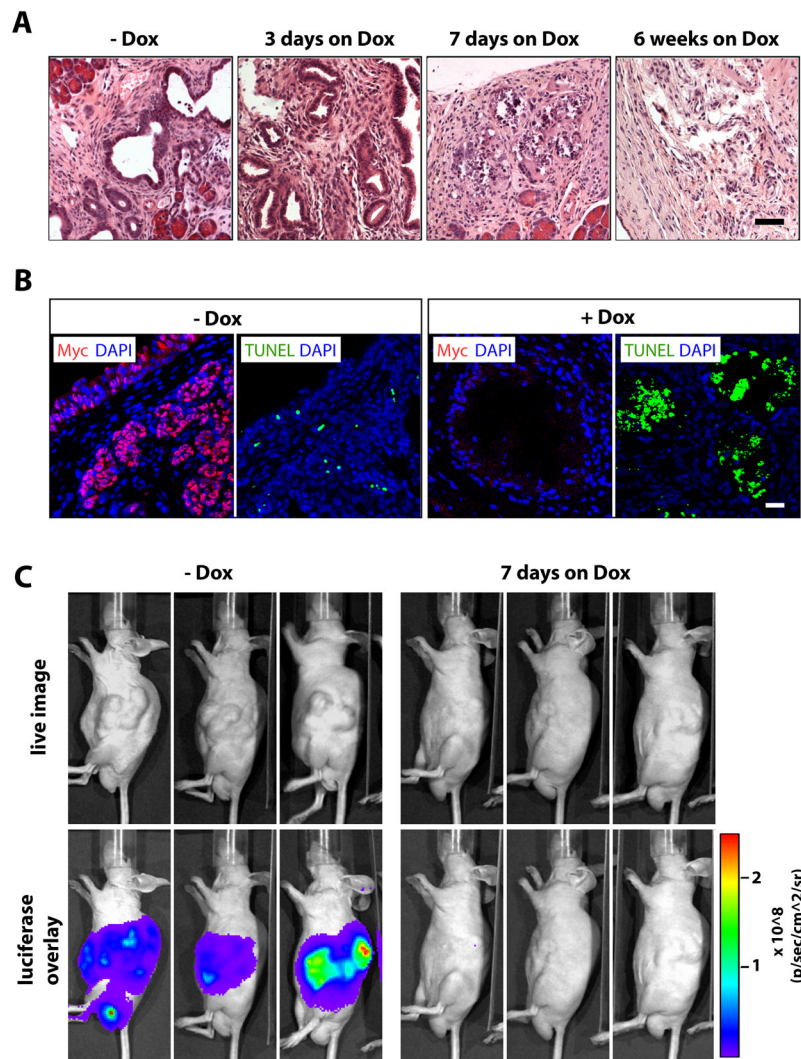 A
- Dox
3 days on Dox
7 days on Dox
6 weeks on Dox
B
- Dox
+ Dox
Myc DAPI
TUNEL DAPI
Myc DAPI
TUNEL DAPI
C
- Dox
7 days on Dox
live image
luciferase
overlay
2
1
x 10^8
(p/sec/cm^2/sr)